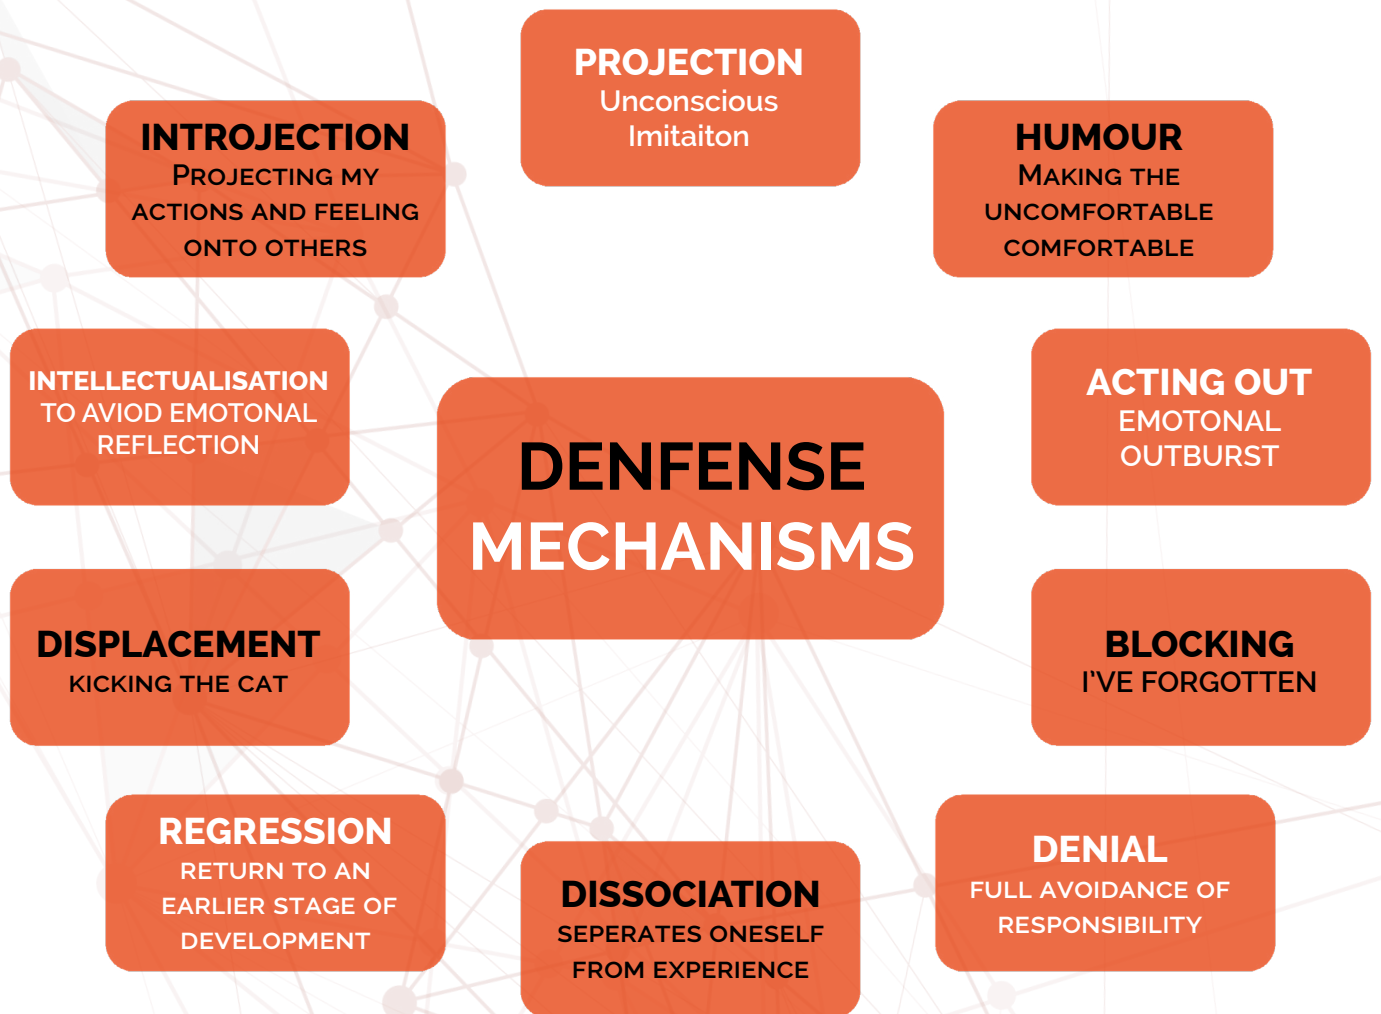 PROJECTION
Unconscious
Imitaiton
INTROJECTION
PROJECTING MY
ACTIONS AND FEELING
ONTO OTHERS
HUMOUR
MAKING THE
UNCOMFORTABLE
COMFORTABLE
INTELLECTUALISATION
TO AVIOD EMOTONAL
REFLECTION
ACTING OUT
EMOTONAL
OUTBURST
DENFENSE
MECHANISMS
DISPLACEMENT
KICKING THE CAT
BLOCKING
I'VE FORGOTTEN
REGRESSION
RETURN TO AN
EARLIER STAGE OF
DEVELOPMENT
DISSOCIATION
SEPERATES ONESELF
FROM EXPERIENCE
DENIAL
FULL AVOIDANCE OF
RESPONSIBILITY